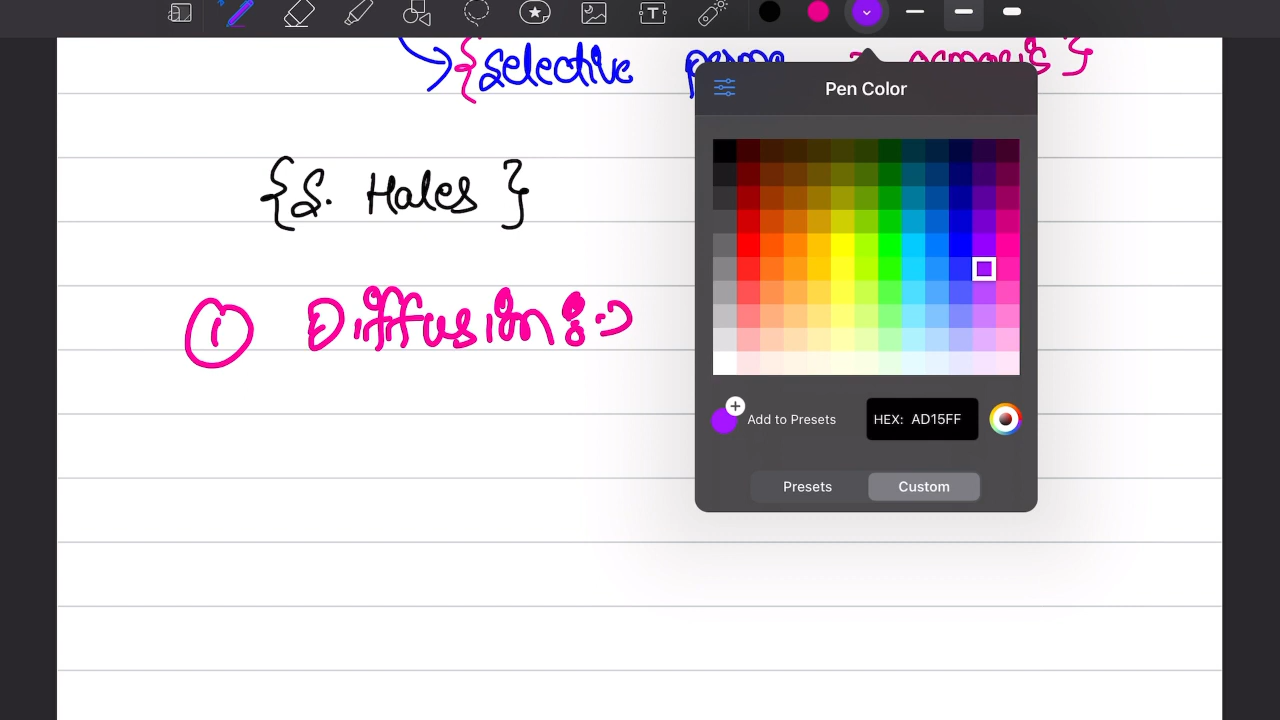 {selective
Pen Color
{S. Hales }
① Diffusion :-)
Add to Presets
HEX: AD15FF
Presets
Custom